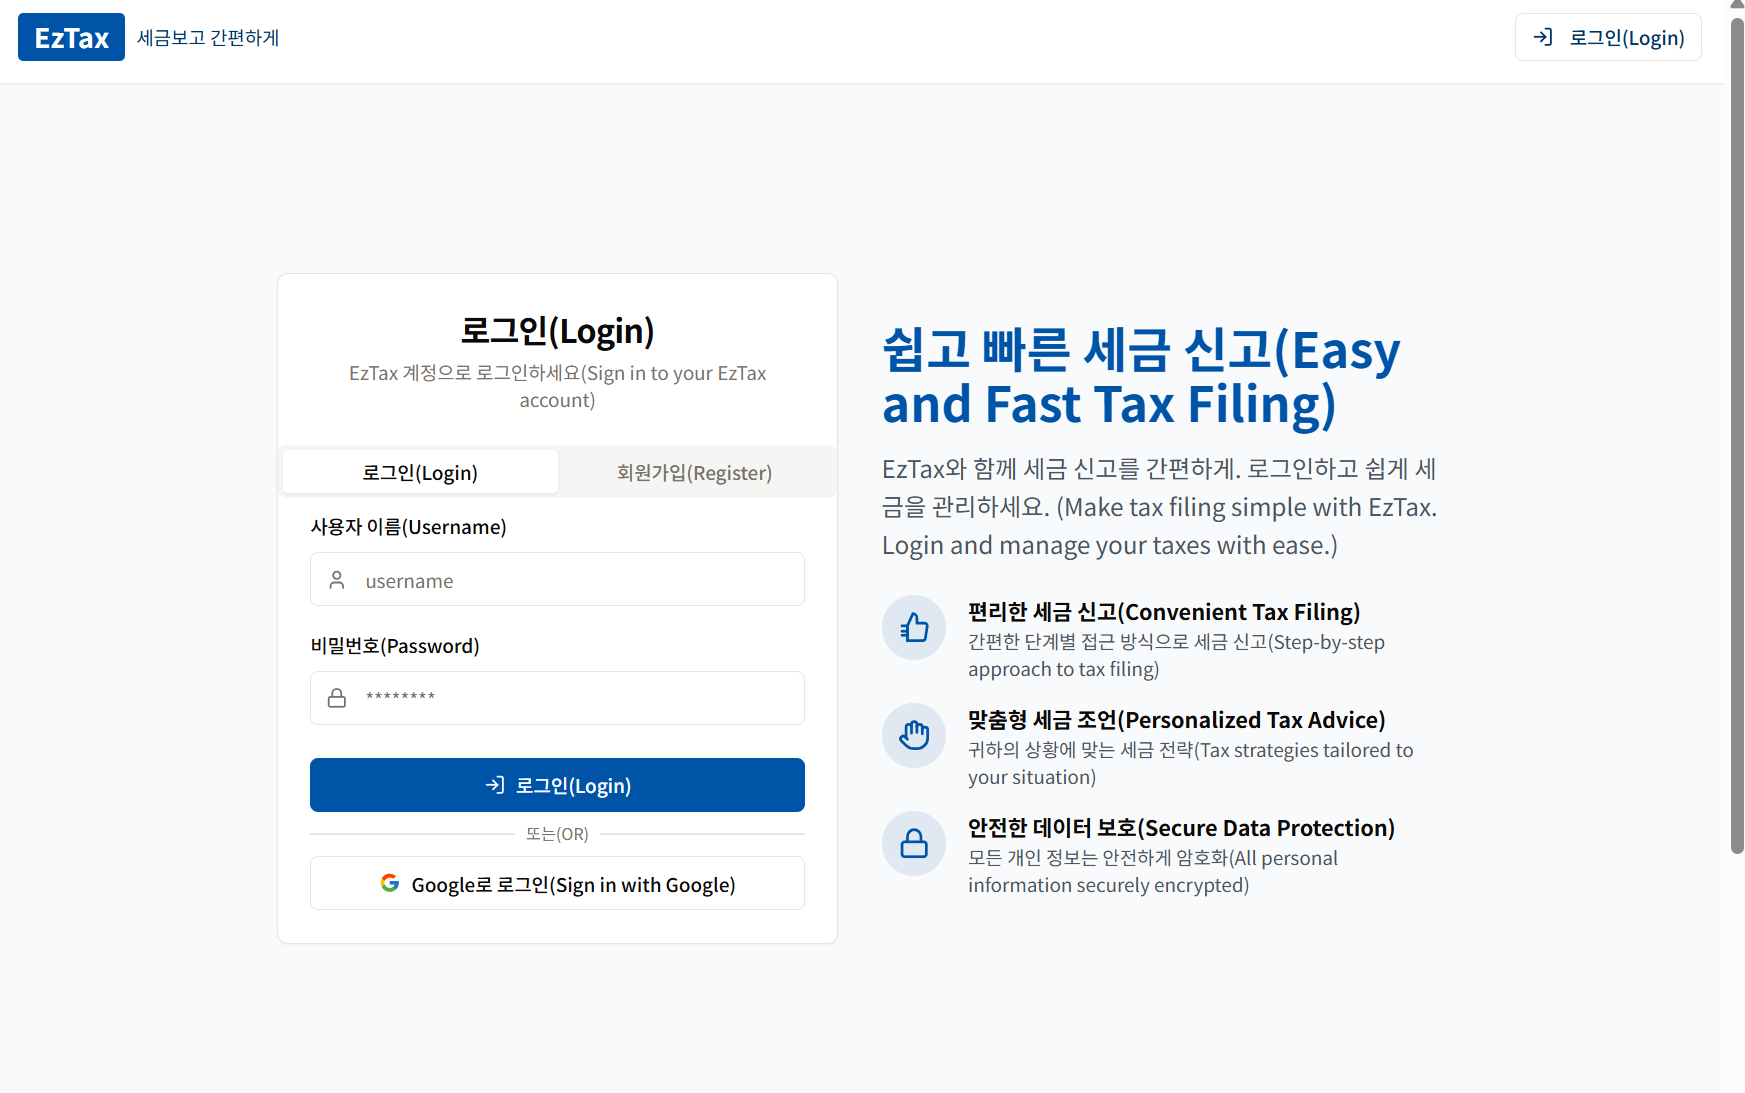 EzTax
세금보고 간편하게
로그인(Login)
로그인(Login)
EzTax 계정으로 로그인하세요(Sign in to your EzTax
account)
로그인(Login)
회원가입(Register)
사용자 이름(Username)
username
비밀번호(Password)
********
로그인(Login)
또는(OR)
Google로 로그인(Sign in with Google)
쉽고 빠른 세금 신고(Easy
and Fast Tax Filing)
EzTax와 함께 세금 신고를 간편하게. 로그인하고 쉽게 세
금을 관리하세요. (Make tax filing simple with EzTax.
Login and manage your taxes with ease.)
편리한 세금 신고(Convenient Tax Filing)
간편한 단계별 접근 방식으로 세금 신고(Step-by-step
approach to tax filing)
맞춤형 세금 조언(Personalized Tax Advice)
귀하의 상황에 맞는 세금 전략(Tax strategies tailored to
your situation)
안전한 데이터 보호(Secure Data Protection)
모든 개인 정보는 안전하게 암호화(All personal
information securely encrypted)